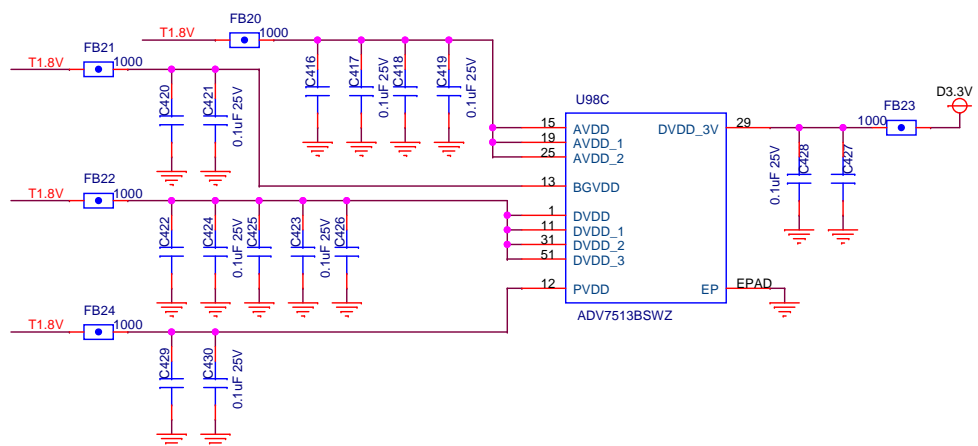 FB20
T1.8V
1000
FB21
T1.8V
1000
C416
C417
0.1uF 25V
C418
C419
0.1uF 25V
D3.3V
C420
C421
0.1uF 25V
U98C
FB23
1000
15
AVDD
DVDD_3V
29
19
AVDD_1
25
AVDD_2
0.1uF 25V
C428
C427
FB22
T1.8V
1000
13
BGVDD
1
DVDD
11
DVDD_1
31
DVDD_2
51
DVDD_3
C422
C424
0.1uF 25V
C425
C423
0.1uF 25V
C426
12
PVDD
EP
EPAD
FB24
T1.8V
1000
ADV7513BSWZ
C429
C430
0.1uF 25V